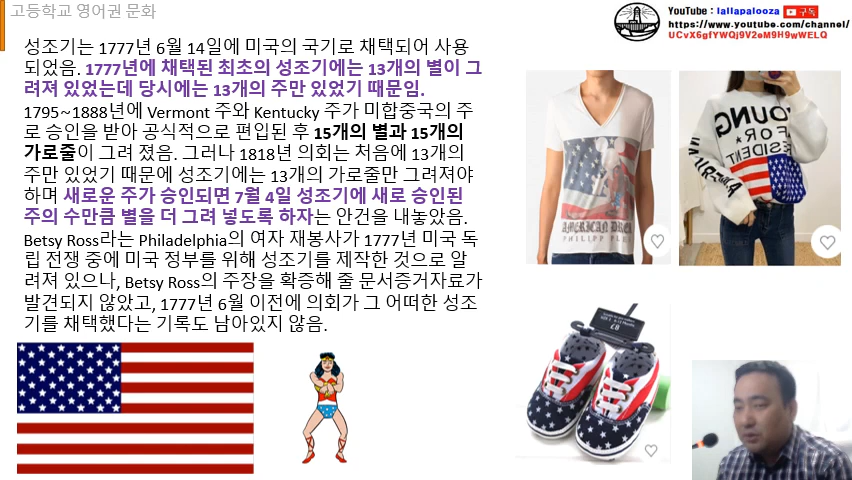 고등학교 영어권 문화
YouTube : lallapalooza 구독
https://www.youtube.com/channel/
UCvX6gfYWQj9V2eM9H9wWELQ
성조기는 1777년 6월 14일에 미국의 국기로 채택되어 사용
되었음. 1777년에 채택된 최초의 성조기에는 13개의 별이 그
려져 있었는데 당시에는 13개의 주만 있었기 때문임.
1795~1888년에 Vermont 주와 Kentucky 주가 미합중국의 주
로 승인을 받아 공식적으로 편입된 후 15개의 별과 15개의
가로줄이 그려 졌음. 그러나 1818년 의회는 처음에 13개의
주만 있었기 때문에 성조기에는 13개의 가로줄만 그려져야
하며 새로운 주가 승인되면 7월 4일 성조기에 새로 승인된
주의 수만큼 별을 더 그려 넣도록 하자는 안건을 내놓았음.
Betsy Ross라는 Philadelphia의 여자 재봉사가 1777년 미국 독
립 전쟁 중에 미국 정부를 위해 성조기를 제작한 것으로 알
려져 있으나, Betsy Ross의 주장을 확증해 줄 문서증거자료가
발견되지 않았고, 1777년 6월 이전에 의회가 그 어떠한 성조
기를 채택했다는 기록도 남아있지 않음.
AMERICAN DREAM
PHILIPP PLEIN
YOUNG
FOR
PRESIDENT
£8